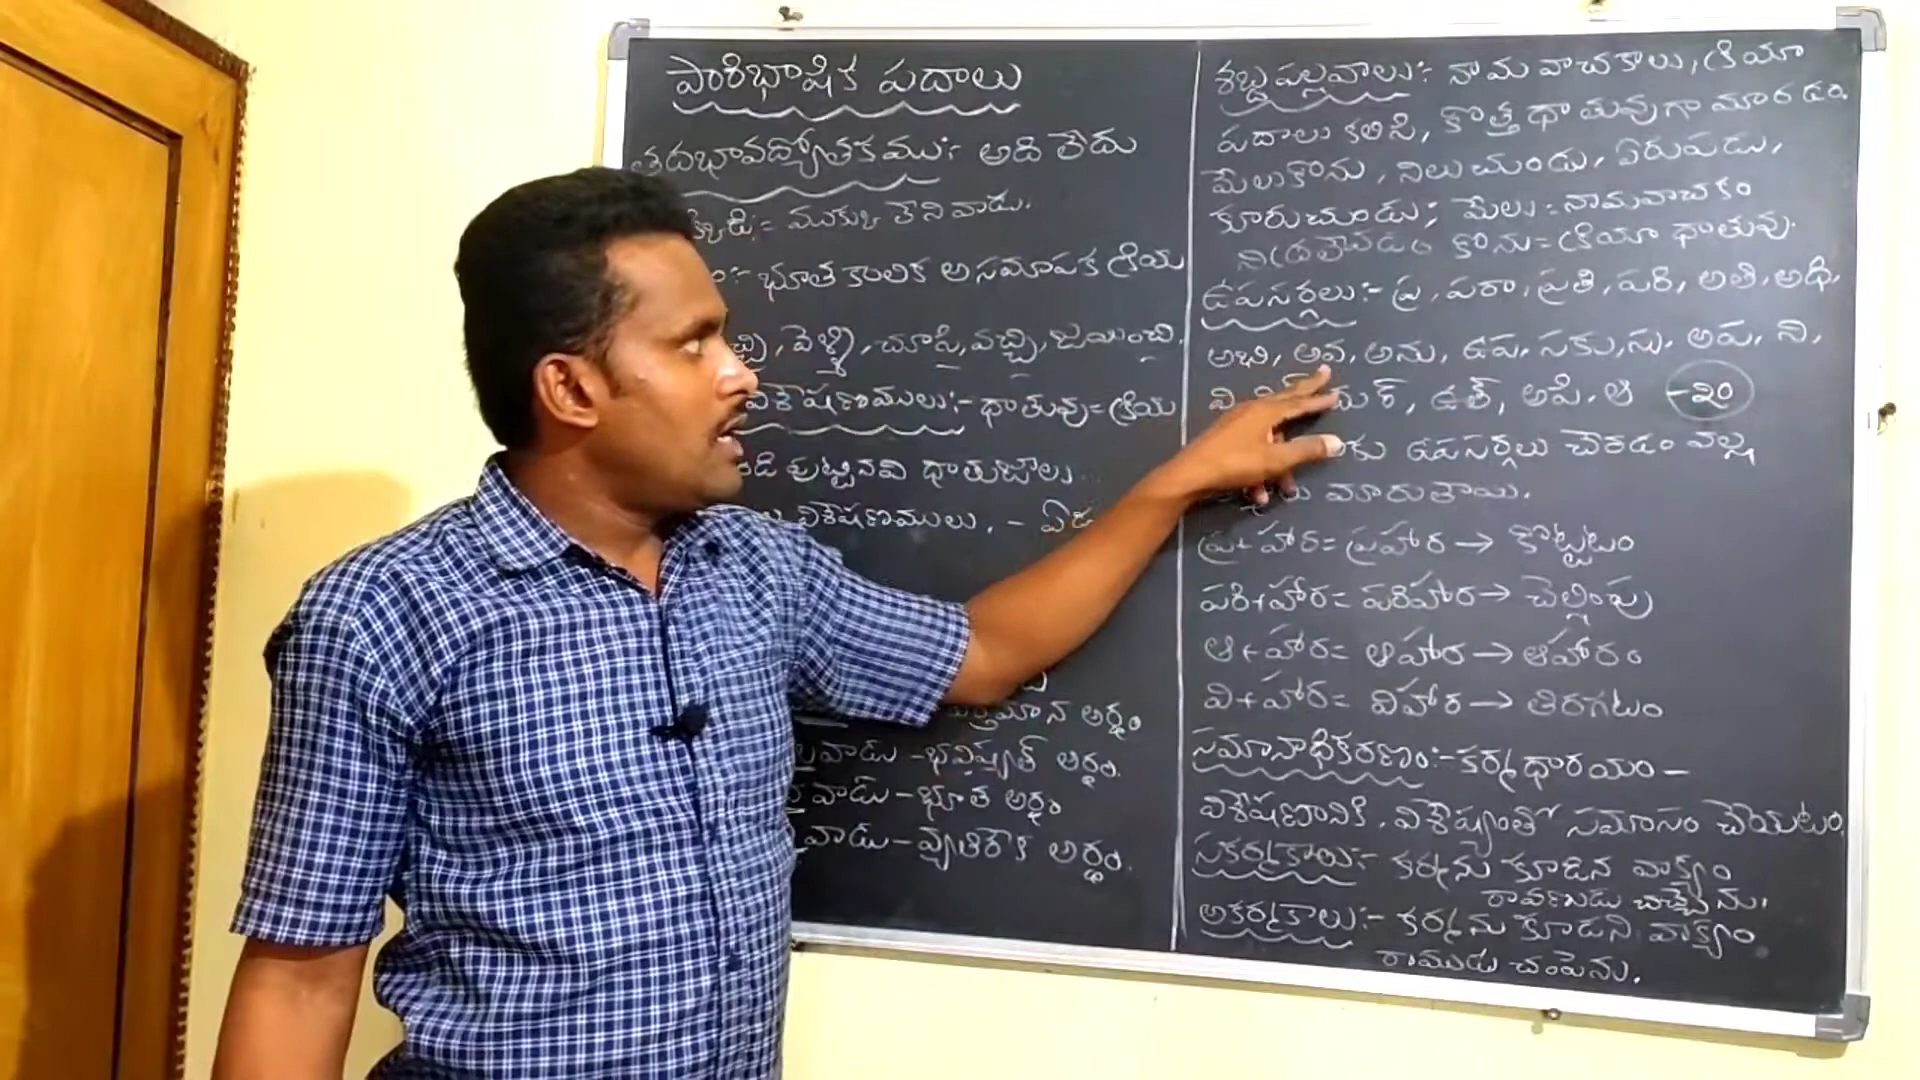 పారిభాషిక పదాలు
తదభావద్యోతకము:- అది లేదు
ముక్కు లేనివాడు.
భూతకాలిక అసమాపక క్రియ
వెళ్ళి, చూసి, వచ్చి, జయించి.
విశేషణములు:- ధాతువు=క్రియ
పుట్టినవి ధాతుజాలు..
విశేషణములు. -
అర్థం
వాడు - భవిష్యత్ అర్థం.
వాడు - భూత అర్థం
వాడు - వ్యతిరేక అర్థం.
శబ్దపల్లవాలు:- నామవాచకాలు, క్రియా
పదాలు కలిసి, కొత్త ధాతువుగా మారడం.
మేలుకొను, నిలుచుండు, ఏరుపడు,
కూరుచుండు; మేలు=నామవాచకం
నిద్రలేవడం కొను=క్రియా ధాతువు.
ఉపసర్గలు:- ప్ర, పరా, ప్రతి, పరి, అతి, అధి,
అభి, అవ, అను, ఉప, సకు, సు, అప, ని,
వి ఉత్, అపి, ఆ -20
ఉపసర్గలు చేరడం వల్ల
మారుతాయి.
ప్ర+హార= ప్రహార → కొట్టటం
పరి+హార= పరిహార → చెల్లింపు
ఆ+హార= ఆహార → ఆహారం
వి+హార= విహార → తిరగటం
సమానాధికరణం:- కర్మధారయం -
విశేషణానికి, విశేష్యంతో సమాసం చేయటం.
సకర్మకాలు:- కర్మను కూడిన వాక్యం
రావణుడు చచ్చెను.
అకర్మకాలు:- కర్మను కూడని వాక్యం
రాముడు చంపెను.